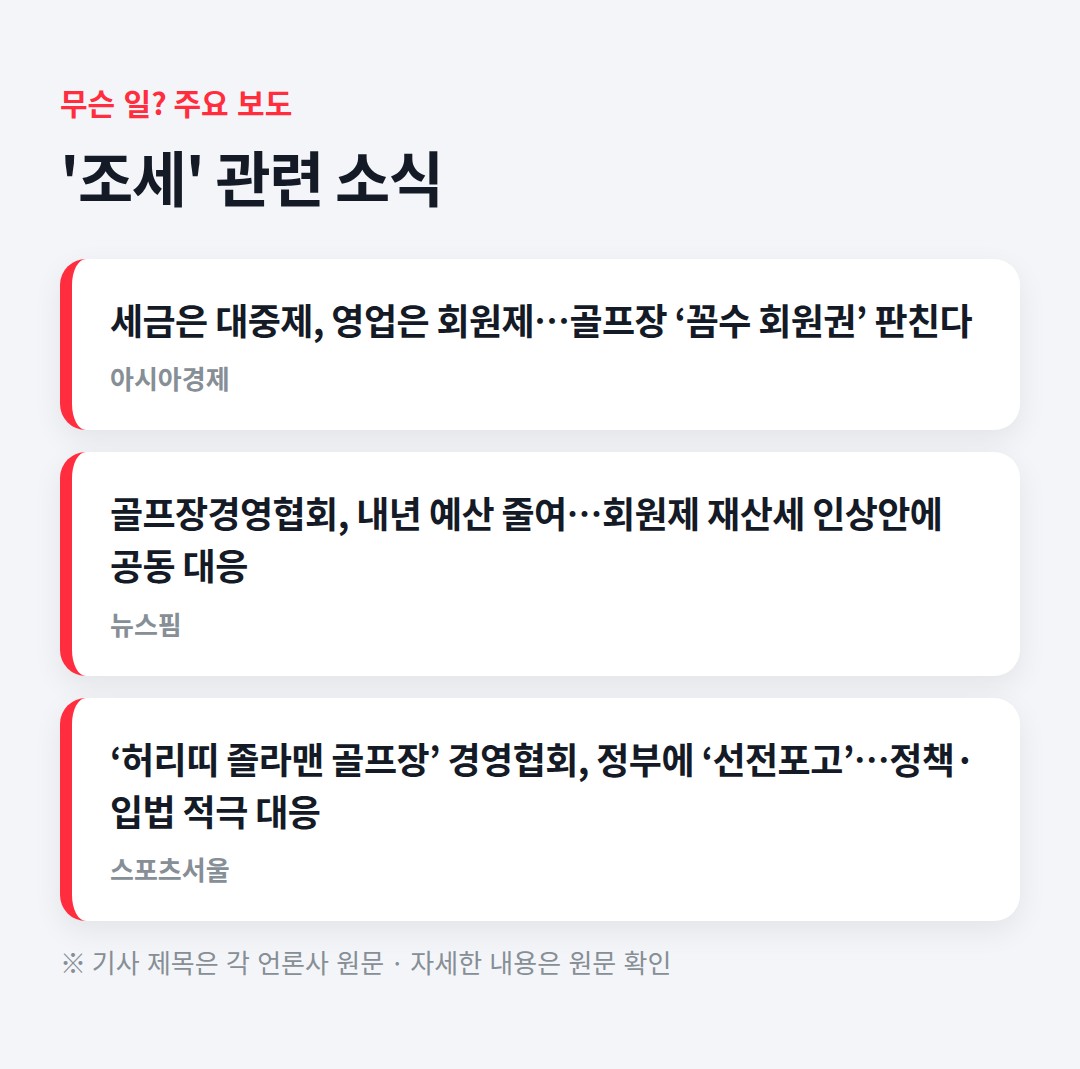 무슨 일? 주요 보도
'조세' 관련 소식
세금은 대중제, 영업은 회원제…골프장 ‘꼼수 회원권’ 판친다
아시아경제
골프장경영협회, 내년 예산 줄여…회원제 재산세 인상안에
공동 대응
뉴스핌
‘허리띠 졸라맨 골프장’ 경영협회, 정부에 ‘선전포고’…정책·
입법 적극 대응
스포츠서울
※ 기사 제목은 각 언론사 원문 · 자세한 내용은 원문 확인